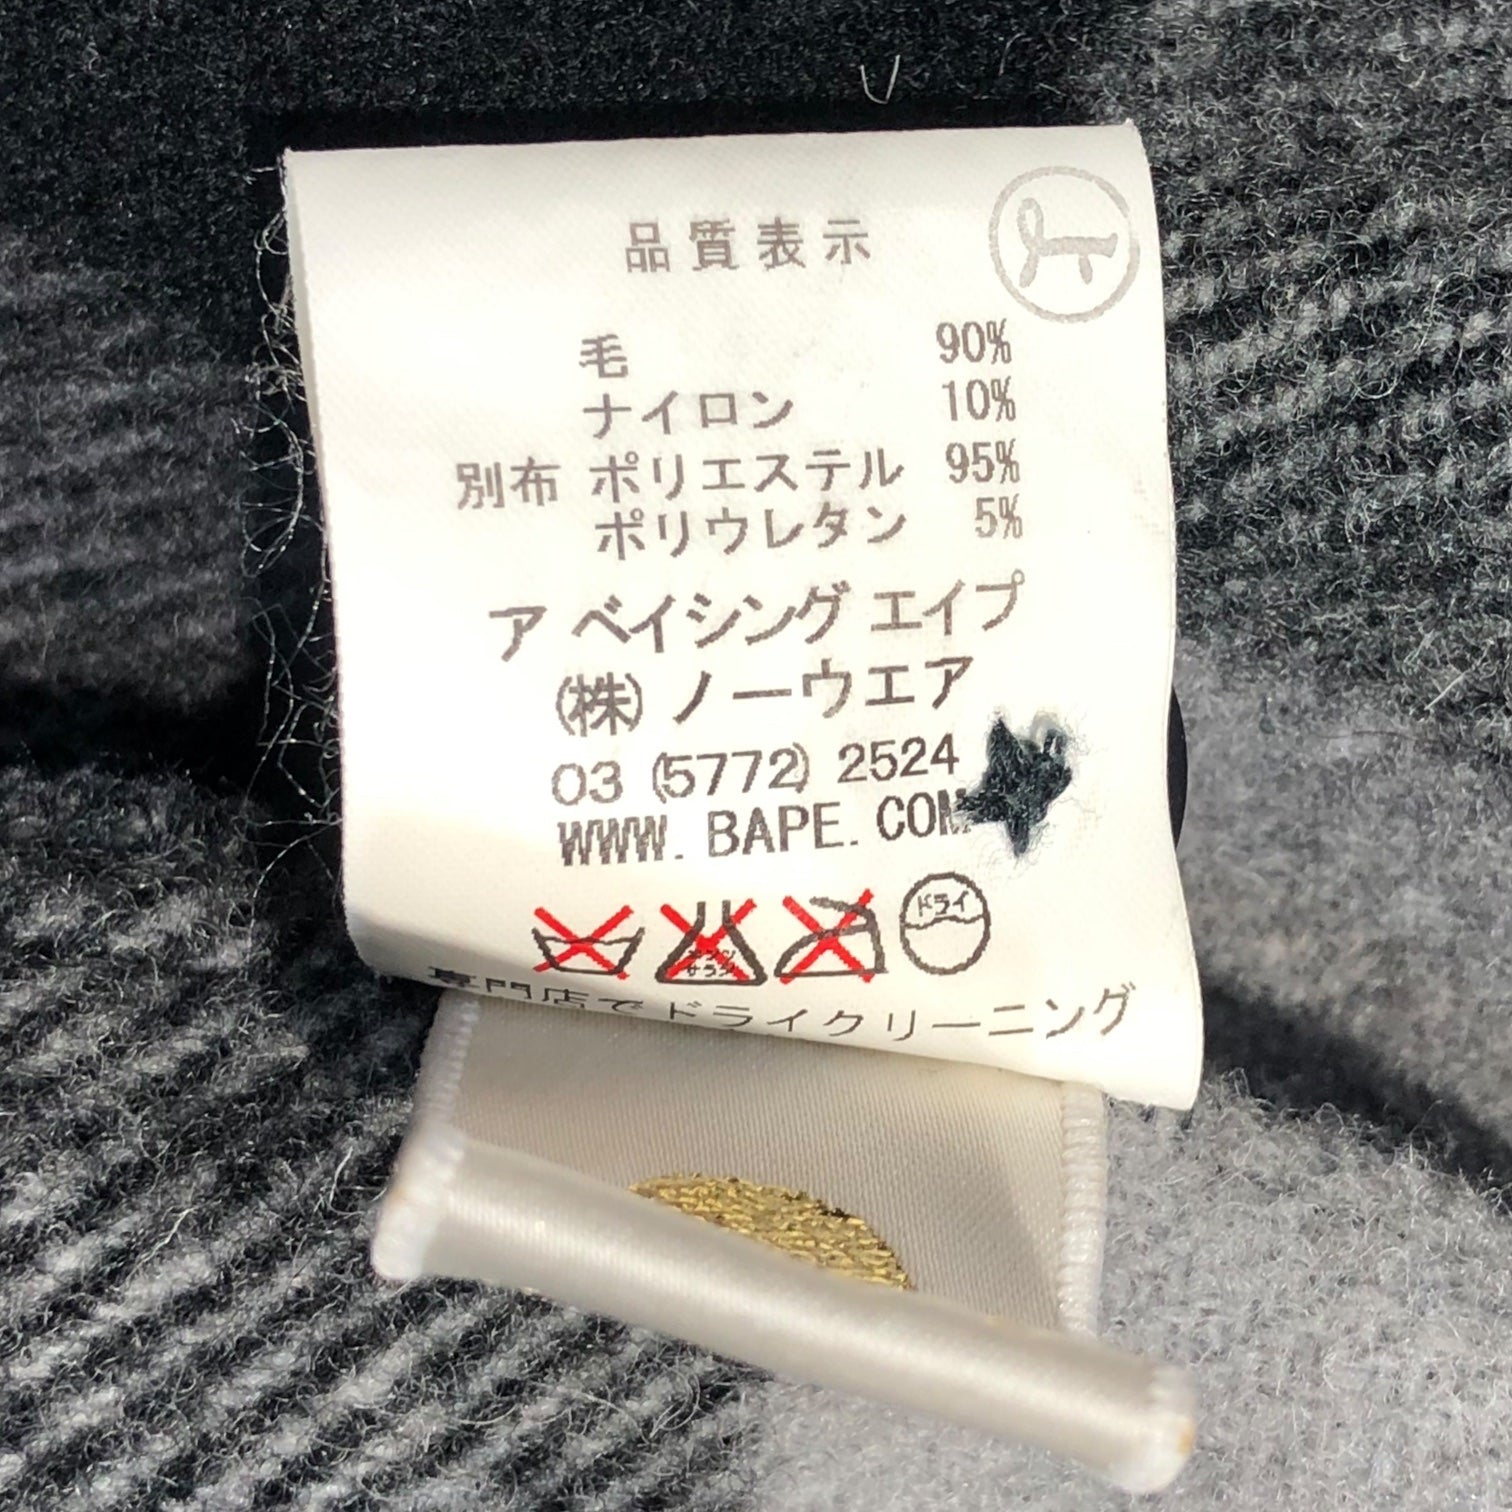 品質表示
毛 90%
ナイロン 10%
別布 ポリエステル 95%
ポリウレタン 5%
ア ベイシング エイプ
(株) ノーウエア
03 (5772) 2524
WWW. BAPE. COM
ドライ
専門店でドライクリーニング